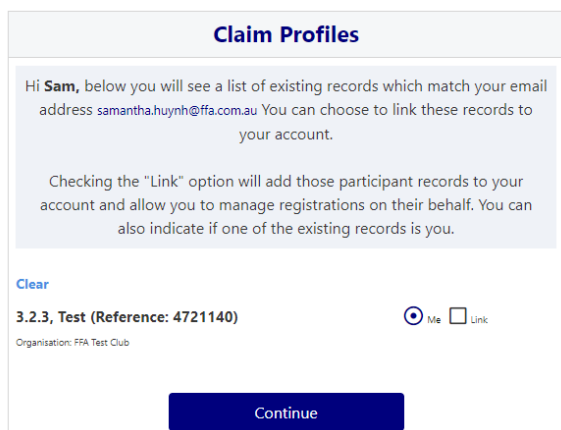 Claim Profiles
Hi Sam, below you will see a list of existing records which match your email
address samantha.huynh@ffa.com.au You can choose to link these records to
your account.
Checking the "Link" option will add those participant records to your
account and allow you to manage registrations on their behalf. You can
also indicate if one of the existing records is you.
Clear
3.2.3, Test (Reference: 4721140) Me Link
Organisation: FFA Test Club
Continue